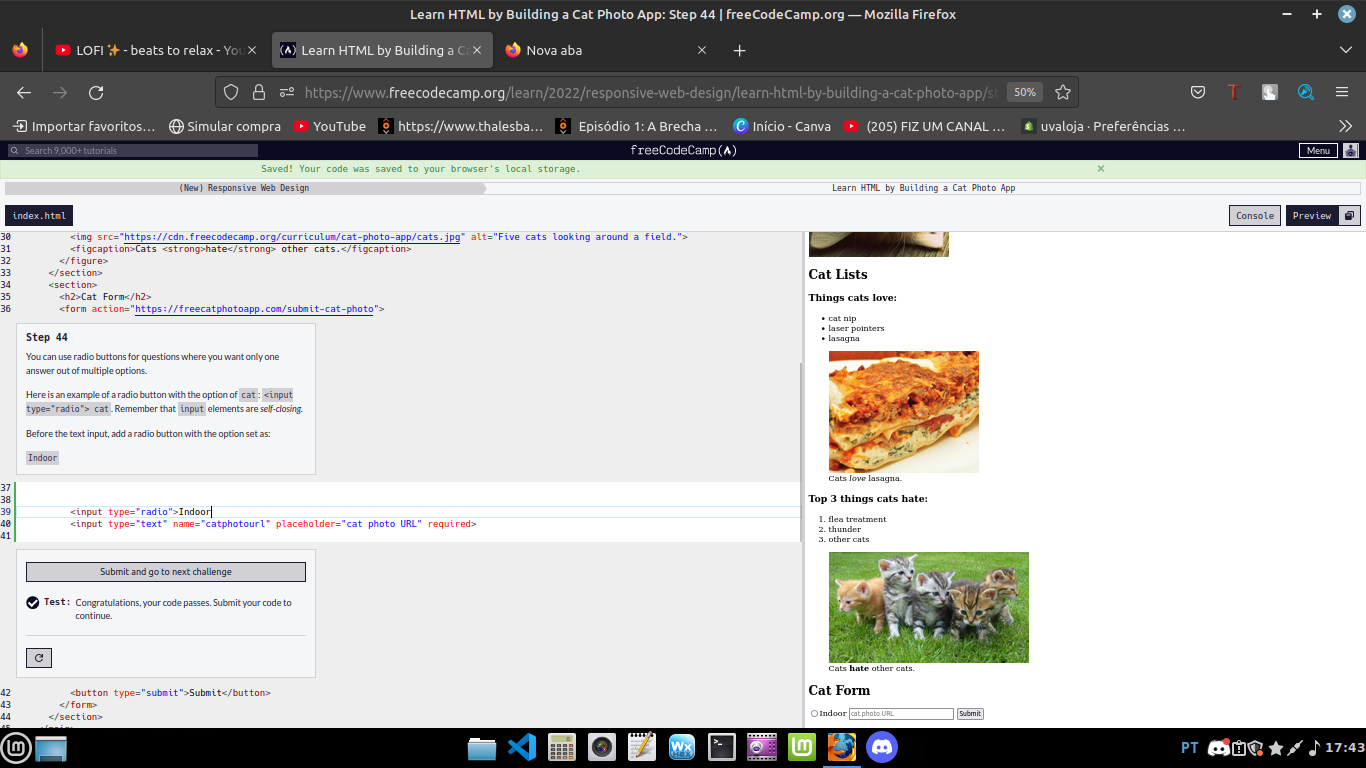 Learn HTML by Building a Cat Photo App: Step 44 | freeCodeCamp.org — Mozilla Firefox
LOFI✨ - beats to relax - You
Learn HTML by Building a C
Nova aba
https://www.freecodecamp.org/learn/2022/responsive-web-design/learn-html-by-building-a-cat-photo-app/s
50%
Importar favoritos…
Simular compra
YouTube
https://www.thalesba…
Episódio 1: A Brecha …
Início - Canva
(205) FIZ UM CANAL …
uvaloja · Preferências …
Search 9,000+ tutorials
freeCodeCamp
Menu
Saved! Your code was saved to your browser's local storage.
(New) Responsive Web Design
Learn HTML by Building a Cat Photo App
index.html
Console
Preview
30 <img src="https://cdn.freecodecamp.org/curriculum/cat-photo-app/cats.jpg" alt="Five cats looking around a field.">
31 <figcaption>Cats <strong>hate</strong> other cats.</figcaption>
32 </figure>
33 </section>
34 <section>
35 <h2>Cat Form</h2>
36 <form action="https://freecatphotoapp.com/submit-cat-photo">
Step 44
You can use radio buttons for questions where you want only one
answer out of multiple options.
Here is an example of a radio button with the option of cat: <input
type="radio"> cat. Remember that input elements are self-closing.
Before the text input, add a radio button with the option set as:
Indoor
37
38
39 <input type="radio">Indoor
40 <input type="text" name="catphotourl" placeholder="cat photo URL" required>
41
Submit and go to next challenge
Test: Congratulations, your code passes. Submit your code to
continue.
42 <button type="submit">Submit</button>
43 </form>
44 </section>
Cat Lists
Things cats love:
• cat nip
• laser pointers
• lasagna
Cats love lasagna.
Top 3 things cats hate:
1. flea treatment
2. thunder
3. other cats
Cats hate other cats.
Cat Form
Indoor
cat photo URL
Submit
Wx
HEX
PT
17:43